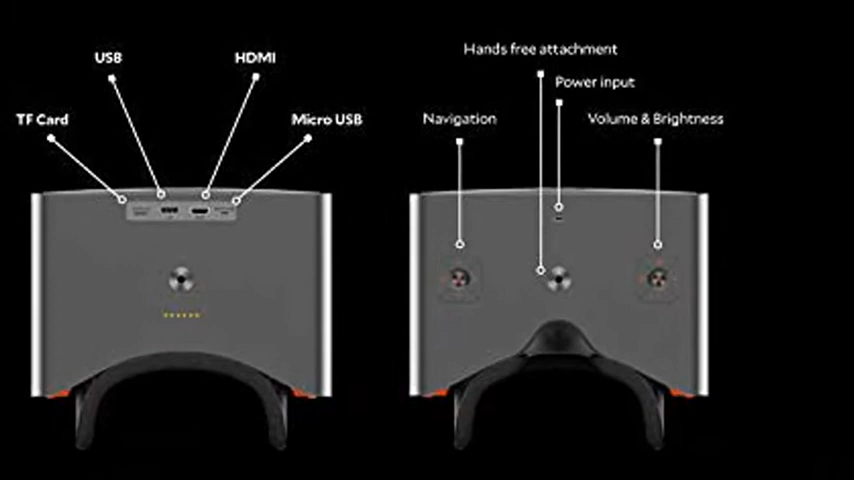 USB
HDMI
TF Card
Micro USB
Hands free attachment
Power input
Navigation
Volume & Brightness